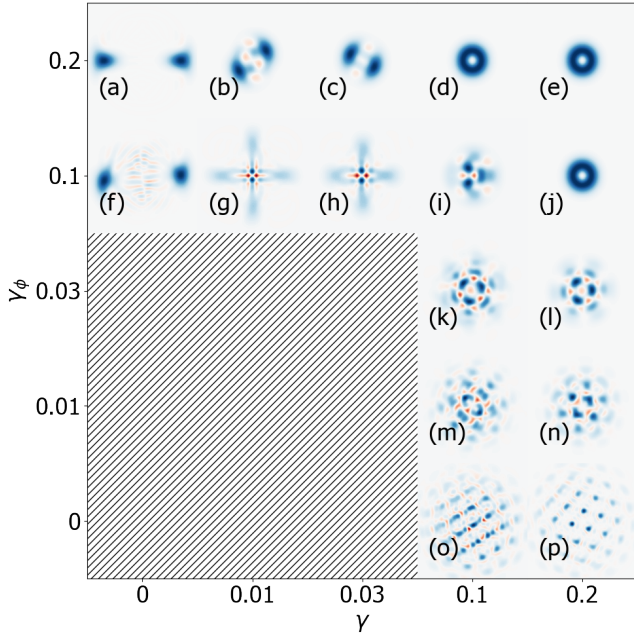 0.2
(a) (b) (c) (d) (e)
0.1
(f) (g) (h) (i) (j)
γϕ
0.03
(k) (l)
0.01
(m) (n)
0
(o) (p)
0 0.01 0.03 0.1 0.2
γ